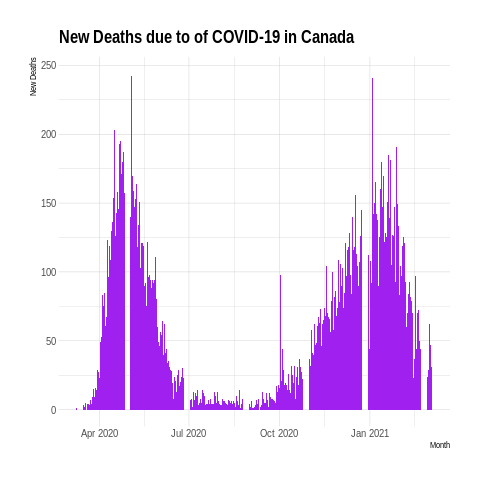 New Deaths due to of COVID-19 in Canada
New Deaths
250
200
150
100
50
0
Apr 2020 Jul 2020 Oct 2020 Jan 2021
Month